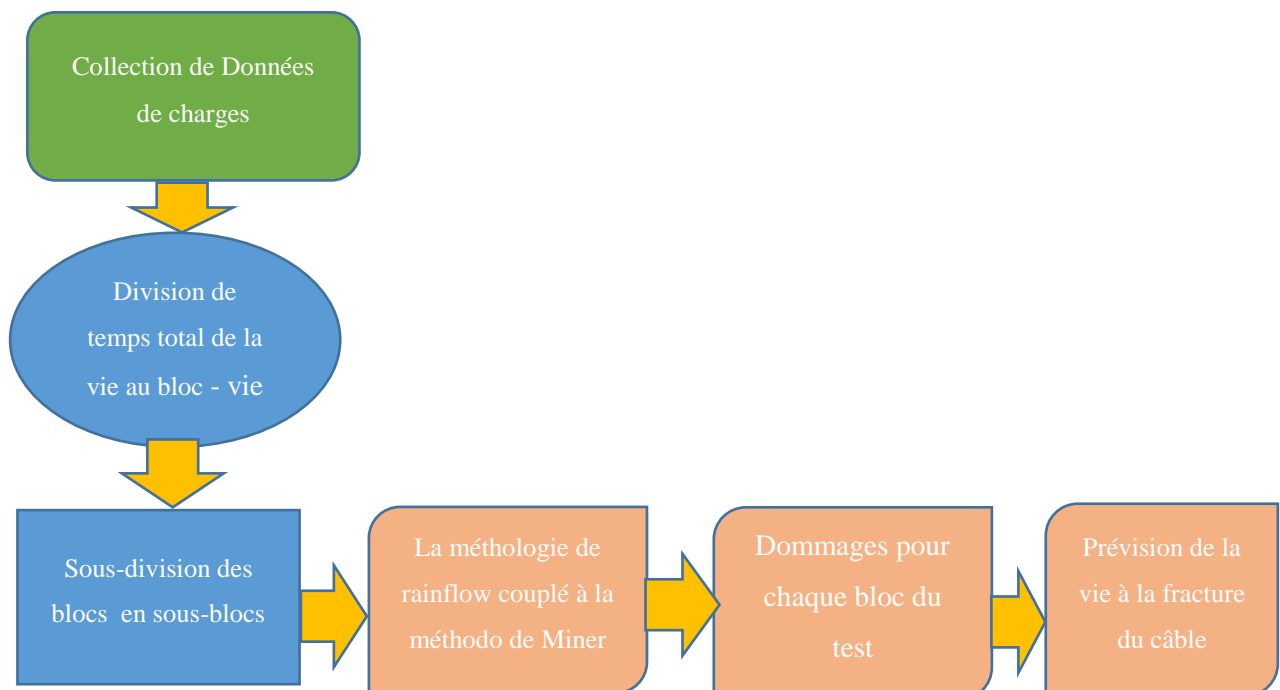 Collection de Données
de charges
Division de
temps total de la
vie au bloc - vie
Sous-division des
blocs en sous-blocs
La méthologie de
rainflow couplé à la
méthodo de Miner
Dommages pour
chaque bloc du
test
Prévision de la
vie à la fracture
du câble